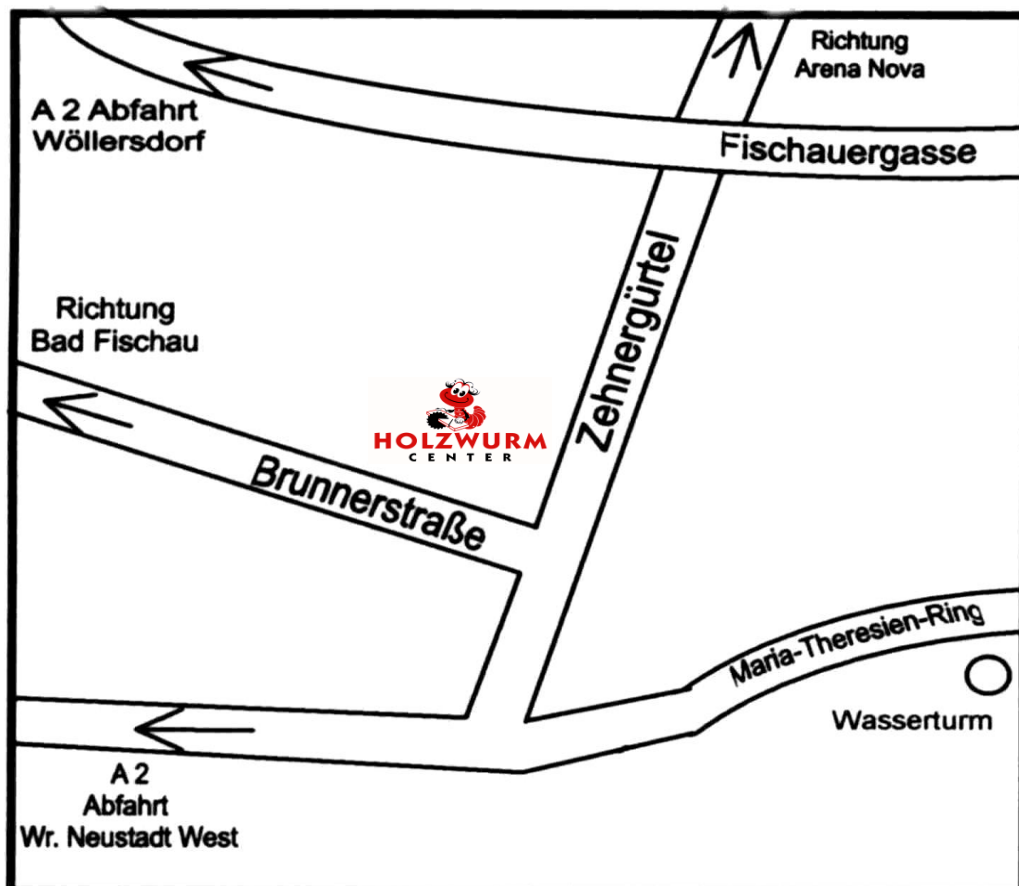 Richtung
Arena Nova
A 2 Abfahrt
Wöllersdorf
Fischauergasse
Zehnergürtel
Richtung
Bad Fischau
HOLZWURM
CENTER
Brunnerstraße
Maria-Theresien-Ring
Wasserturm
A 2
Abfahrt
Wr. Neustadt West